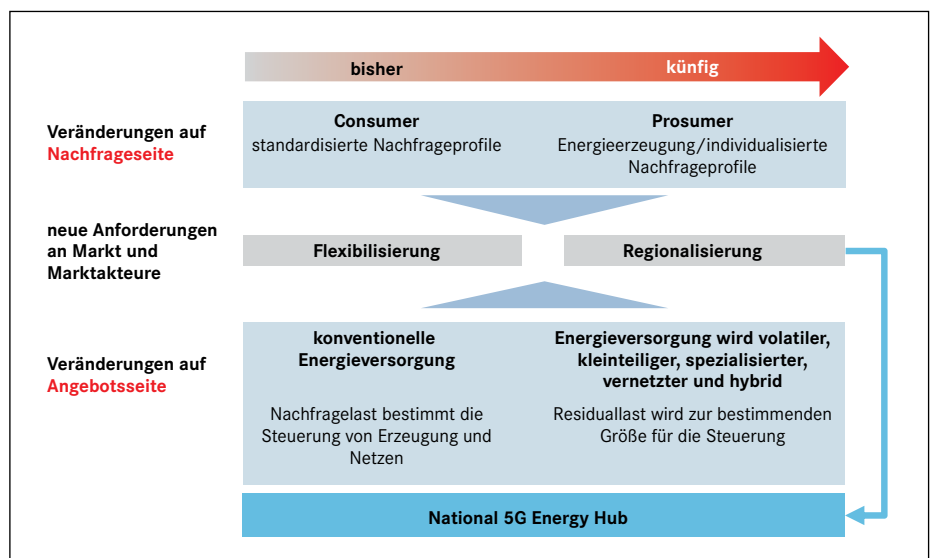 bisher
künfig
Veränderungen auf
Nachfrageseite
Consumer
standardisierte Nachfrageprofile
Prosumer
Energieerzeugung/individualisierte
Nachfrageprofile
neue Anforderungen
an Markt und
Marktakteure
Flexibilisierung
Regionalisierung
Veränderungen auf
Angebotsseite
konventionelle
Energieversorgung
Nachfragelast bestimmt die
Steuerung von Erzeugung und
Netzen
Energieversorgung wird volatiler,
kleinteiliger, spezialisierter,
vernetzter und hybrid
Residuallast wird zur bestimmenden
Größe für die Steuerung
National 5G Energy Hub